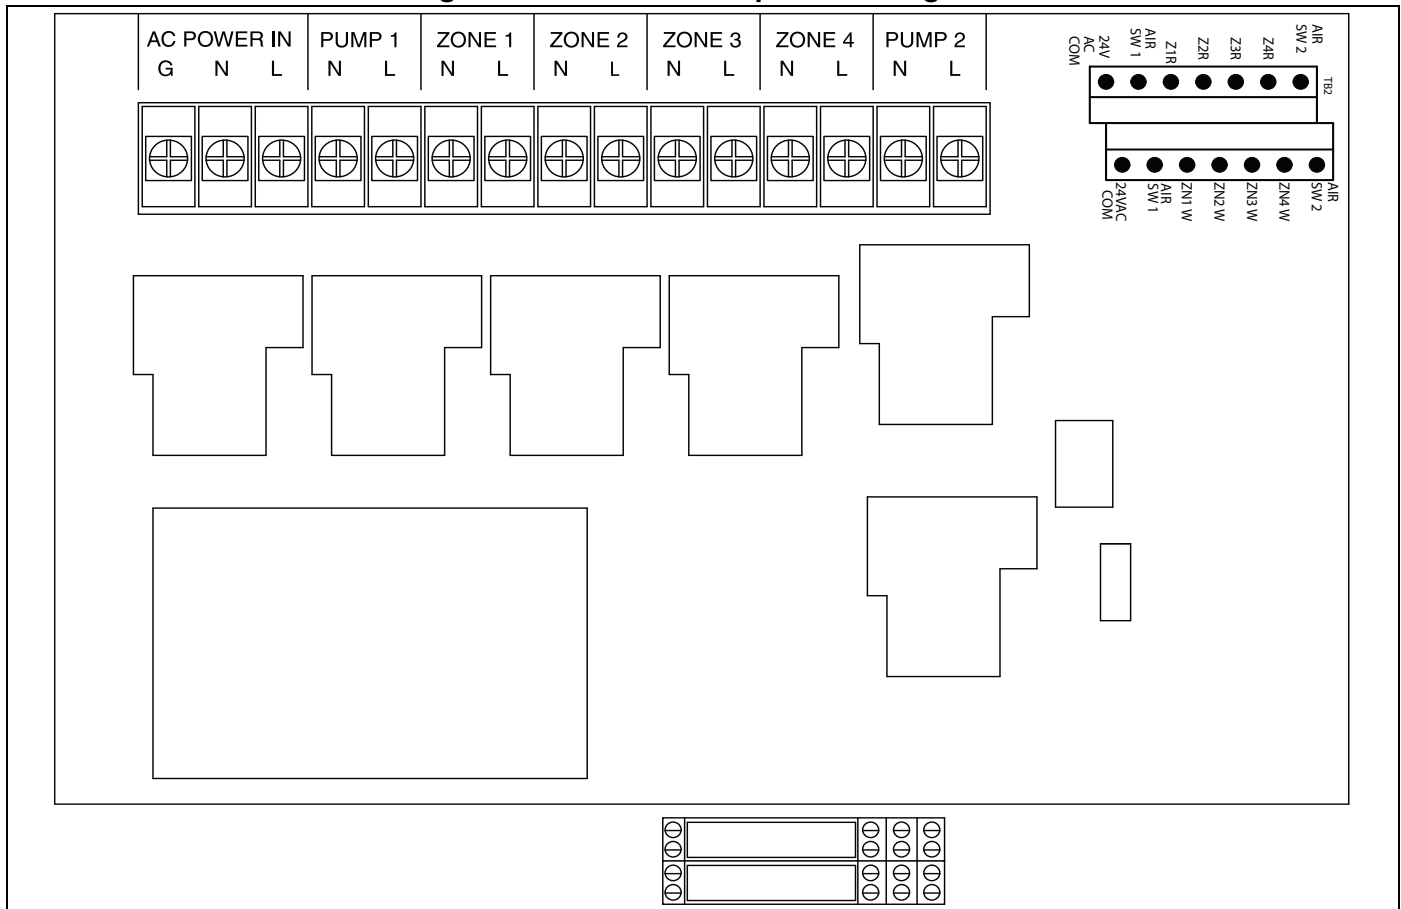 AC POWER IN PUMP 1 ZONE 1 ZONE 2 ZONE 3 ZONE 4 PUMP 2
G N L N L N L N L N L N L N L
24V
AC
COM
AIR
SW 1
Z1R
Z2R
Z3R
Z4R
AIR
SW 2
TB2
24VAC
COM
AIR
SW 1
ZN1 W
ZN2 W
ZN3 W
ZN4 W
AIR
SW 2